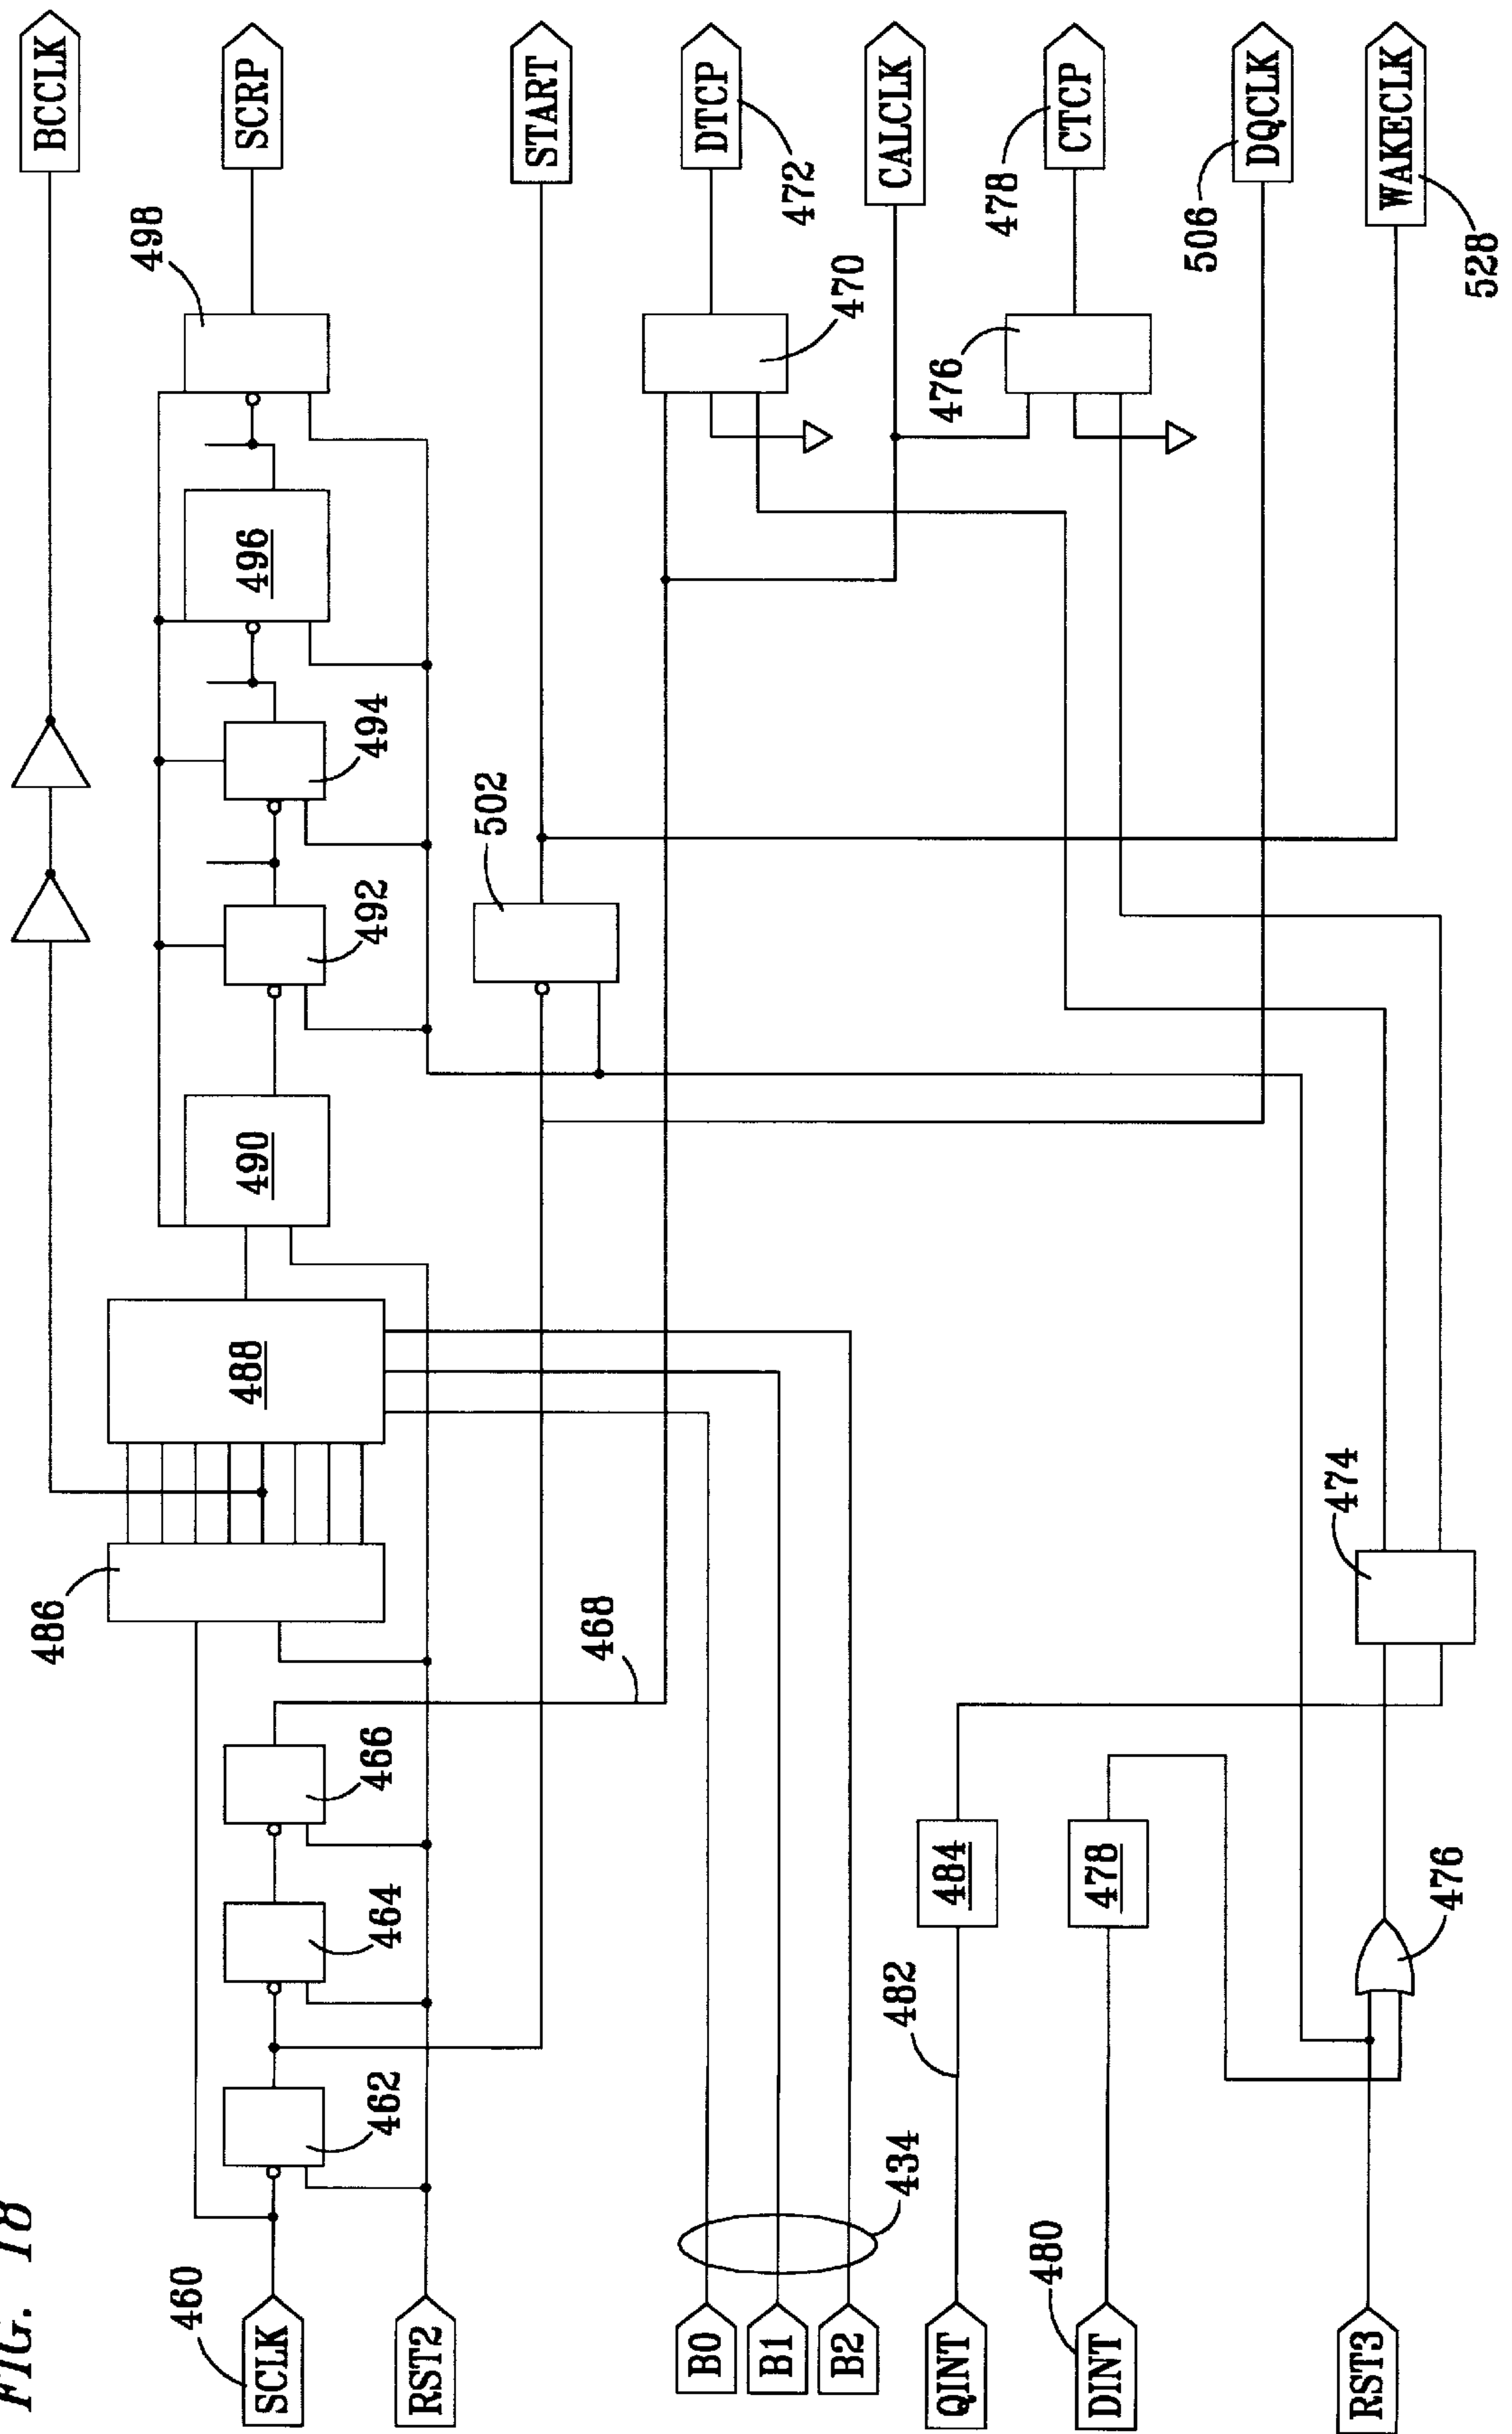 FIG. 18
BCCLK
SCRP
START
DTCP
472
CALCLK
CTCP
478
DQCLK
506
WAKECLK
528
498
470
476
496
494
502
492
490
488
486
474
468
466
464
462
484
478
476
482
434
480
460
SCLK
RST2
B0
B1
B2
QINT
DINT
RST3